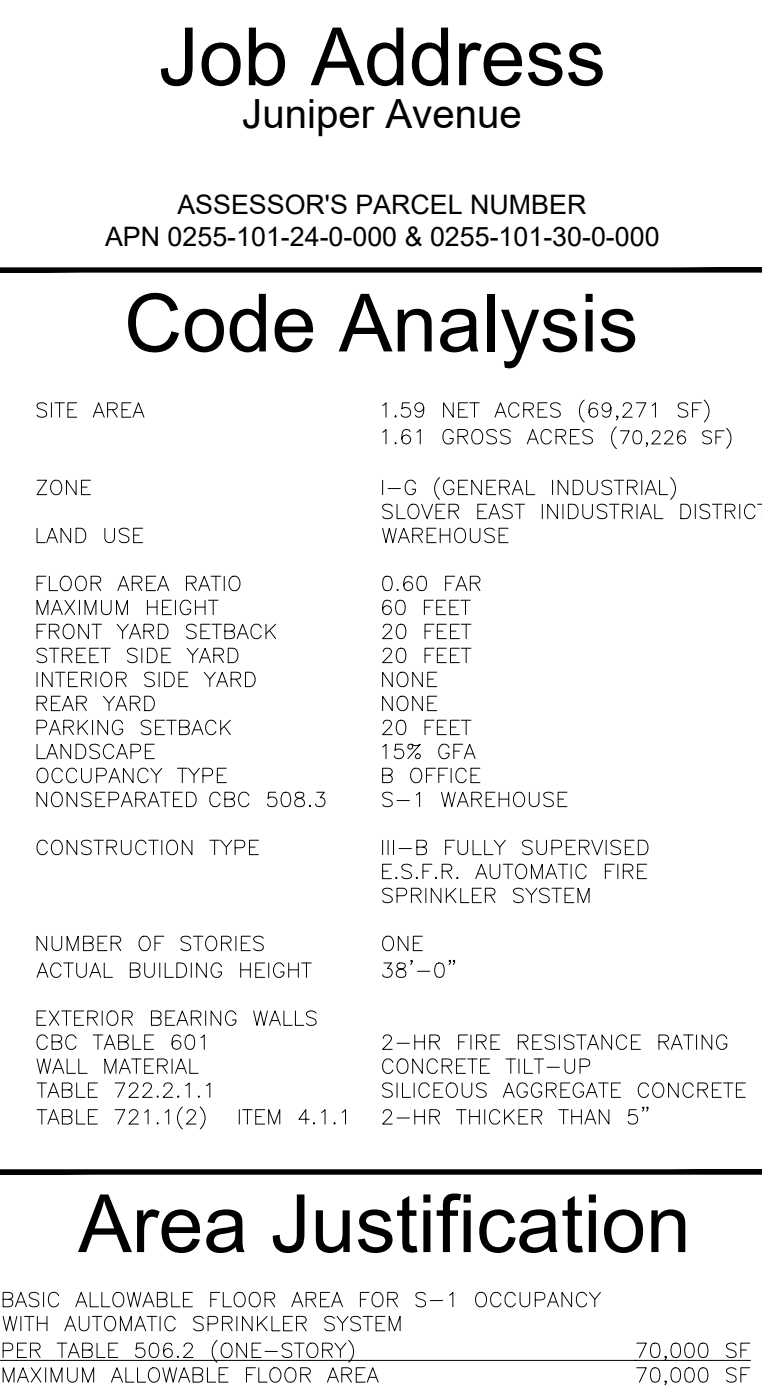 Job Address
Juniper Avenue
ASSESSOR'S PARCEL NUMBER
APN 0255-101-24-0-000 & 0255-101-30-0-000
Code Analysis
SITE AREA 1.59 NET ACRES (69,271 SF)
1.61 GROSS ACRES (70,226 SF)
ZONE I-G (GENERAL INDUSTRIAL)
SLOVER EAST INIDUSTRIAL DISTRICT
LAND USE WAREHOUSE
FLOOR AREA RATIO 0.60 FAR
MAXIMUM HEIGHT 60 FEET
FRONT YARD SETBACK 20 FEET
STREET SIDE YARD 20 FEET
INTERIOR SIDE YARD NONE
REAR YARD NONE
PARKING SETBACK 20 FEET
LANDSCAPE 15% GFA
OCCUPANCY TYPE B OFFICE
NONSEPARATED CBC 508.3 S-1 WAREHOUSE
CONSTRUCTION TYPE III-B FULLY SUPERVISED
E.S.F.R. AUTOMATIC FIRE
SPRINKLER SYSTEM
NUMBER OF STORIES ONE
ACTUAL BUILDING HEIGHT 38'-0"
EXTERIOR BEARING WALLS
CBC TABLE 601 2-HR FIRE RESISTANCE RATING
WALL MATERIAL CONCRETE TILT-UP
TABLE 722.2.1.1 SILICEOUS AGGREGATE CONCRETE
TABLE 721.1(2) ITEM 4.1.1 2-HR THICKER THAN 5"
Area Justification
BASIC ALLOWABLE FLOOR AREA FOR S-1 OCCUPANCY
WITH AUTOMATIC SPRINKLER SYSTEM
PER TABLE 506.2 (ONE-STORY) 70,000 SF
MAXIMUM ALLOWABLE FLOOR AREA 70,000 SF